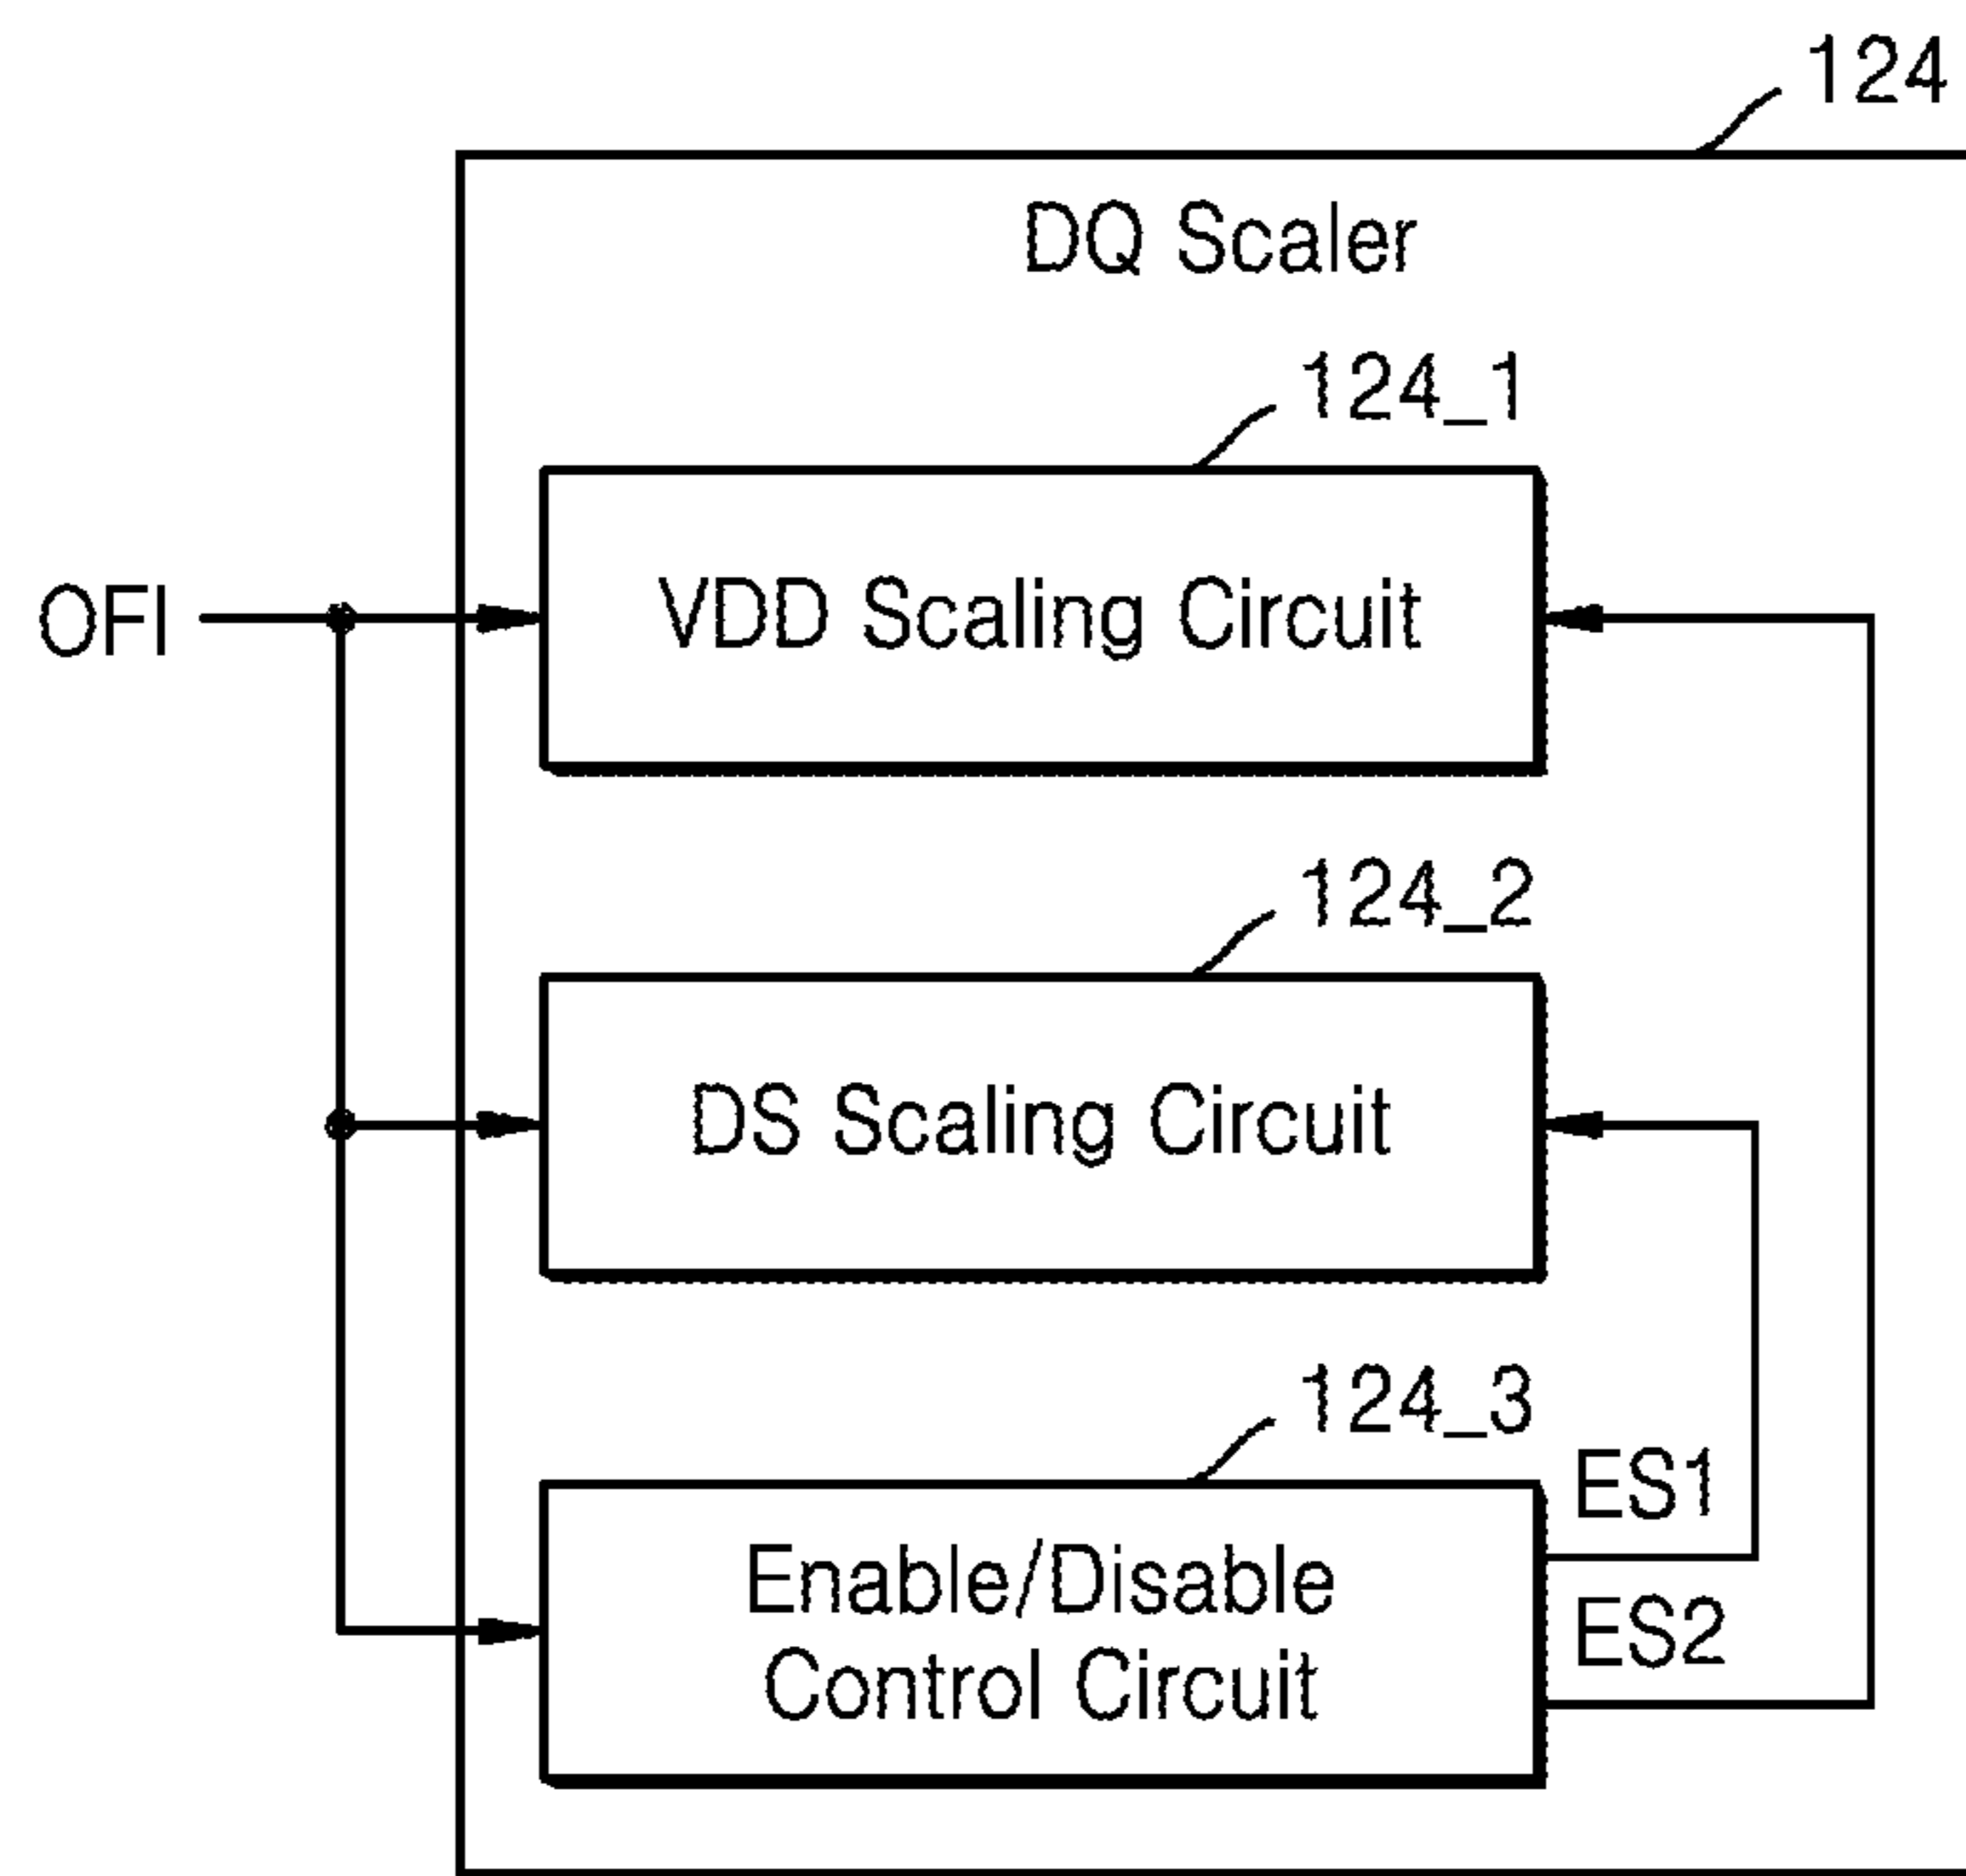 124
DQ Scaler
124_1
OFI
VDD Scaling Circuit
124_2
DS Scaling Circuit
124_3
ES1
Enable/Disable
Control Circuit
ES2